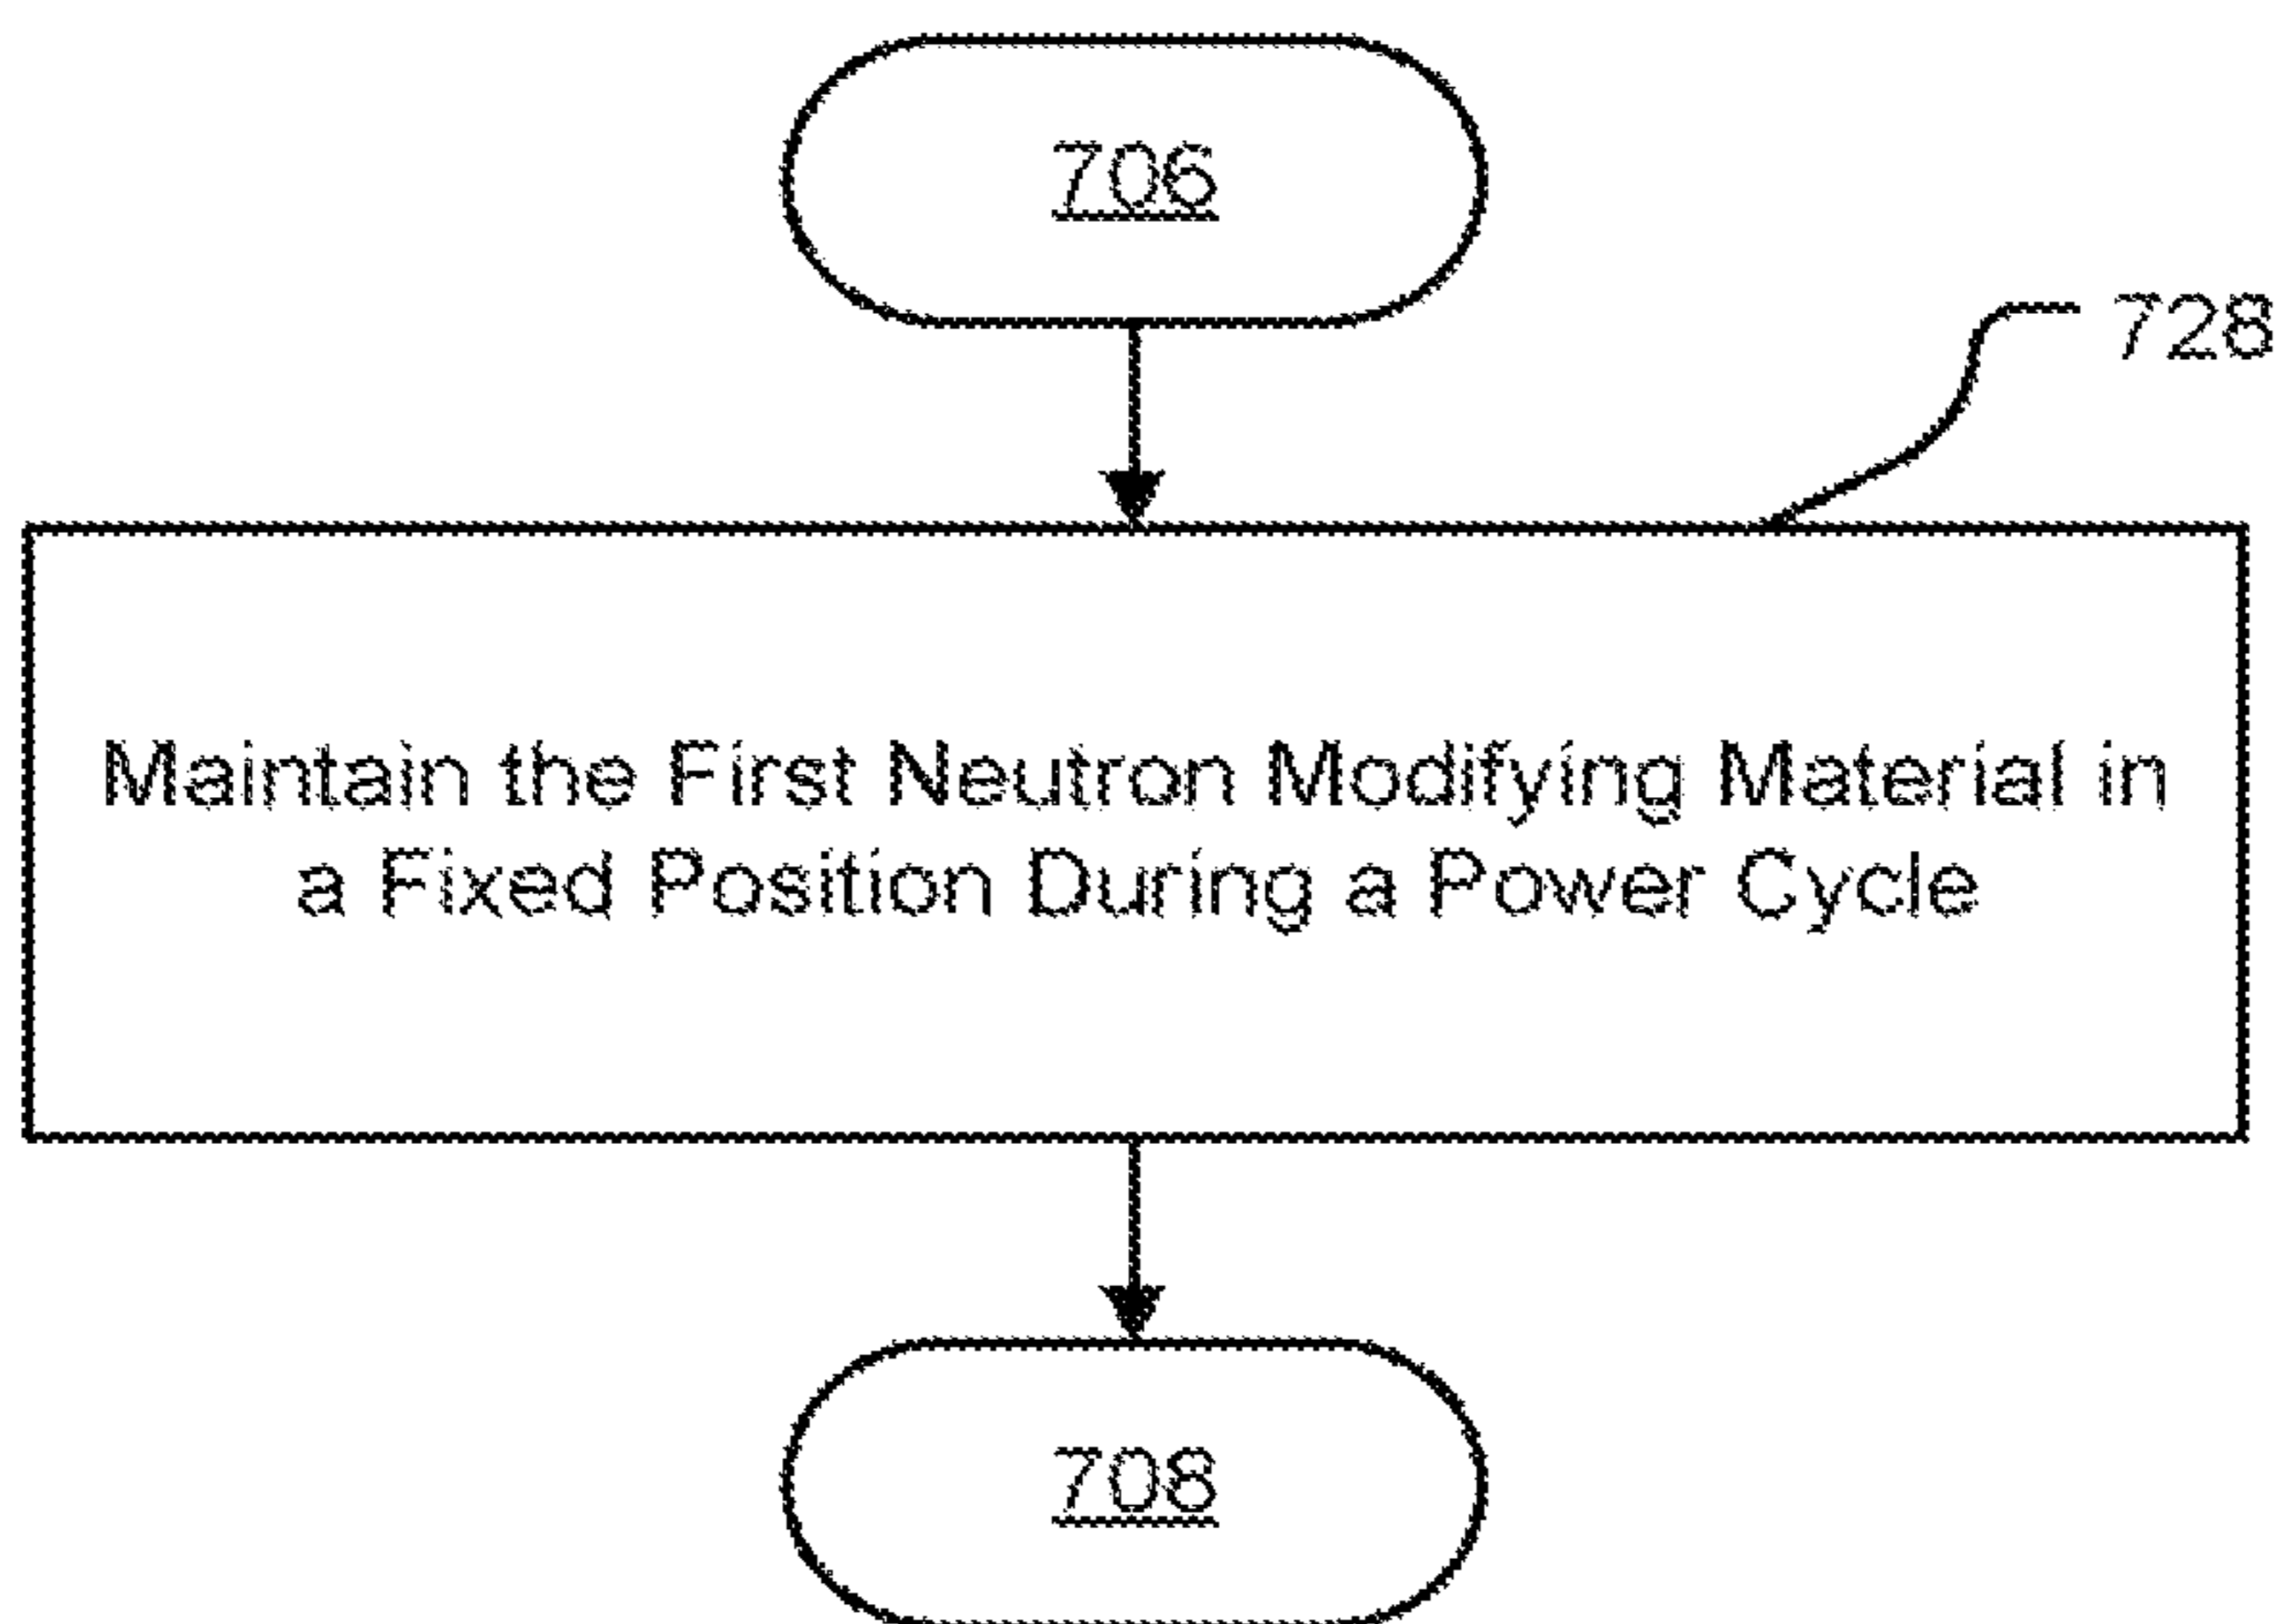 706
728
Maintain the First Neutron Modifying Material in
a Fixed Position During a Power Cycle
708